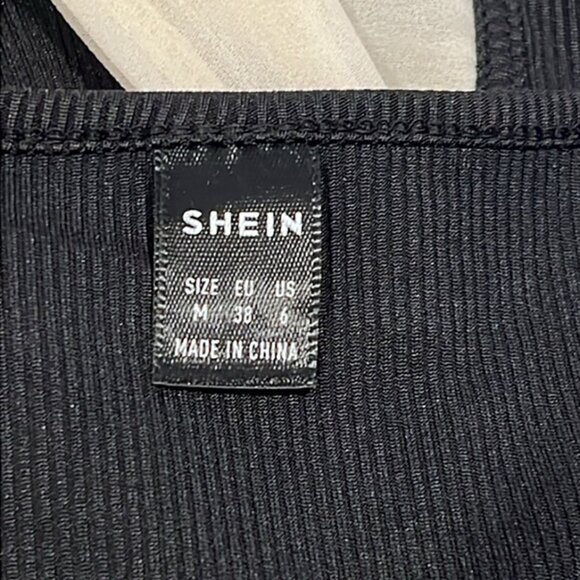 SHEIN
SIZE EU US
M 38 6
MADE IN CHINA